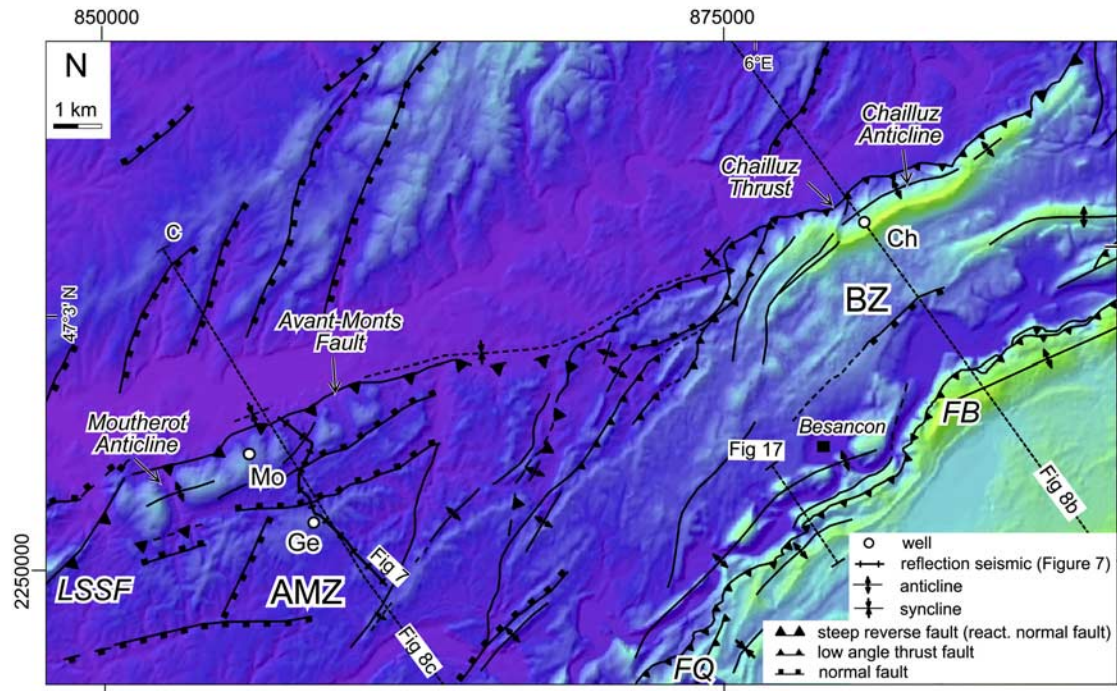 850000
875000
N
1 km
6°E
Chailluz
Anticline
Chailluz
Thrust
C
Ch
47°3' N
BZ
Avant-Monts
Fault
Moutherot
Anticline
Besancon
FB
Fig 17
Mo
Fig 8b
Ge
Fig 7
2250000
LSSF
AMZ
Fig 8c
FQ
well
reflection seismic (Figure 7)
anticline
syncline
steep reverse fault (react. normal fault)
low angle thrust fault
normal fault